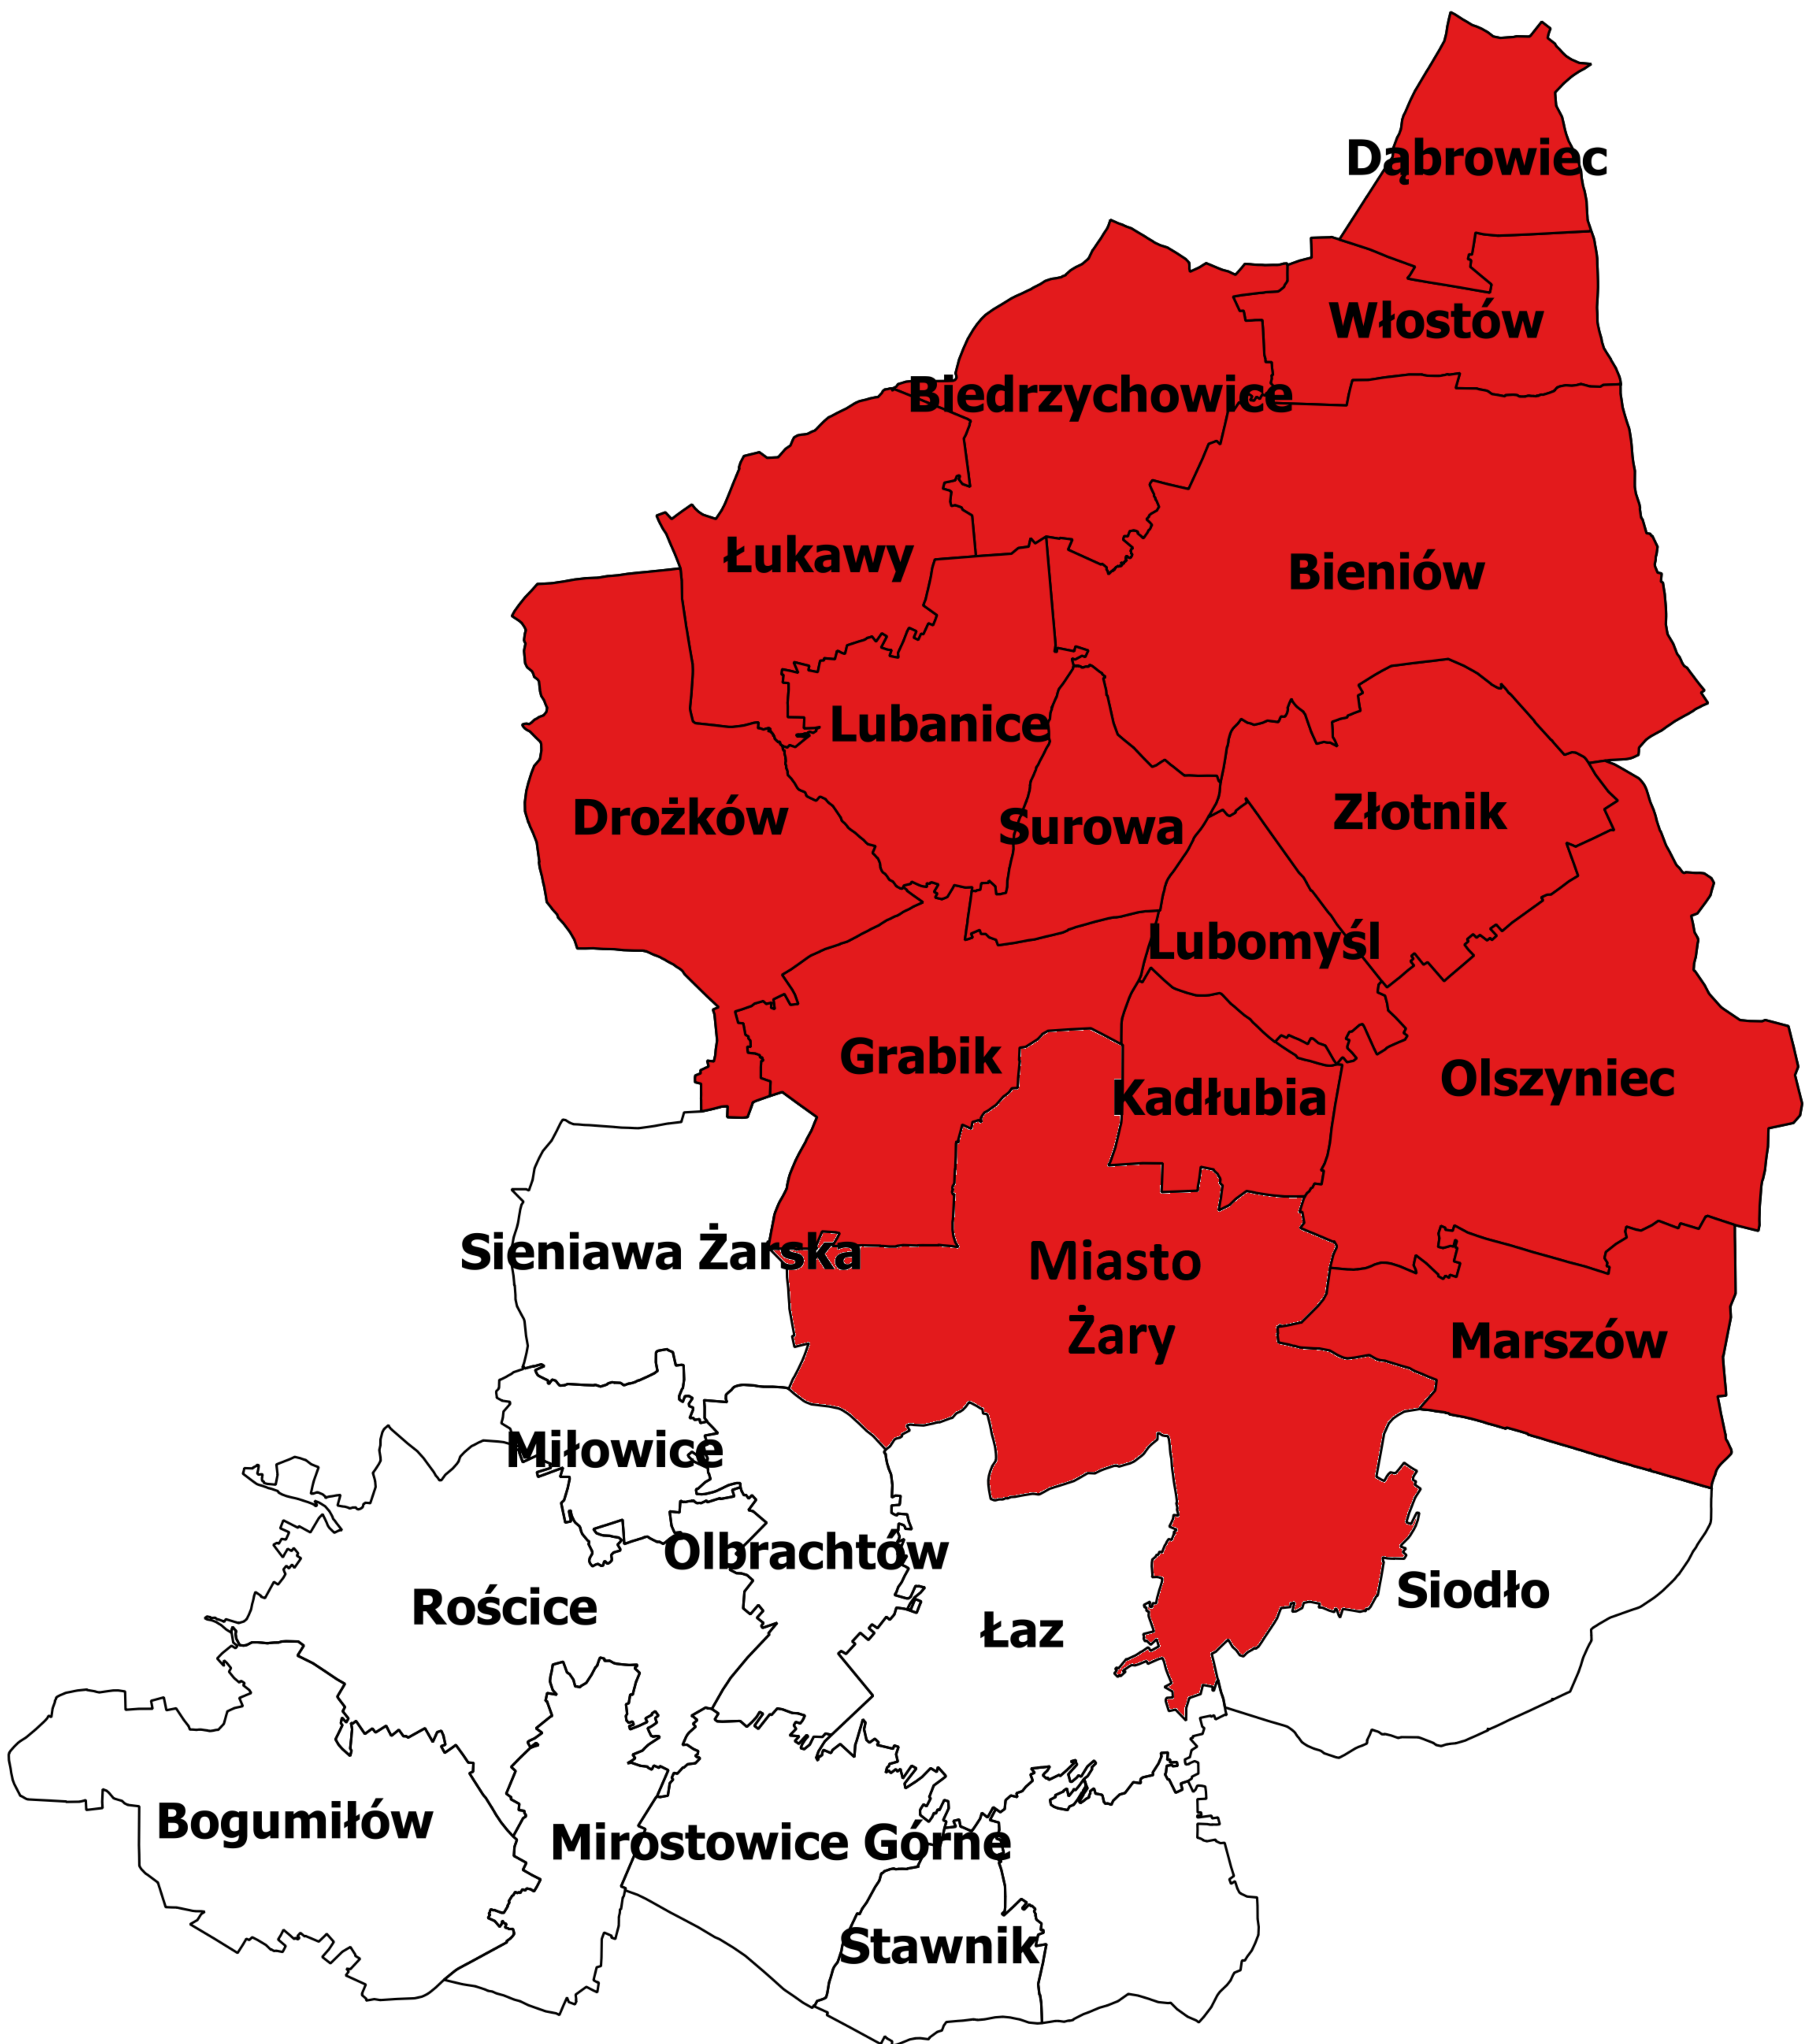 Dąbrowiec
Włostów
Biedrzychowice
Łukawy
Bieniów
Lubanice
Drożków
Surowa
Złotnik
Lubomyśl
Grabik
Kadłubia
Olszyniec
Sieniawa Żarska
Miasto
Żary
Marszów
Miłowice
Olbrachtów
Rościce
Siodło
Łaz
Bogumiłów
Mirostowice Górne
Stawnik